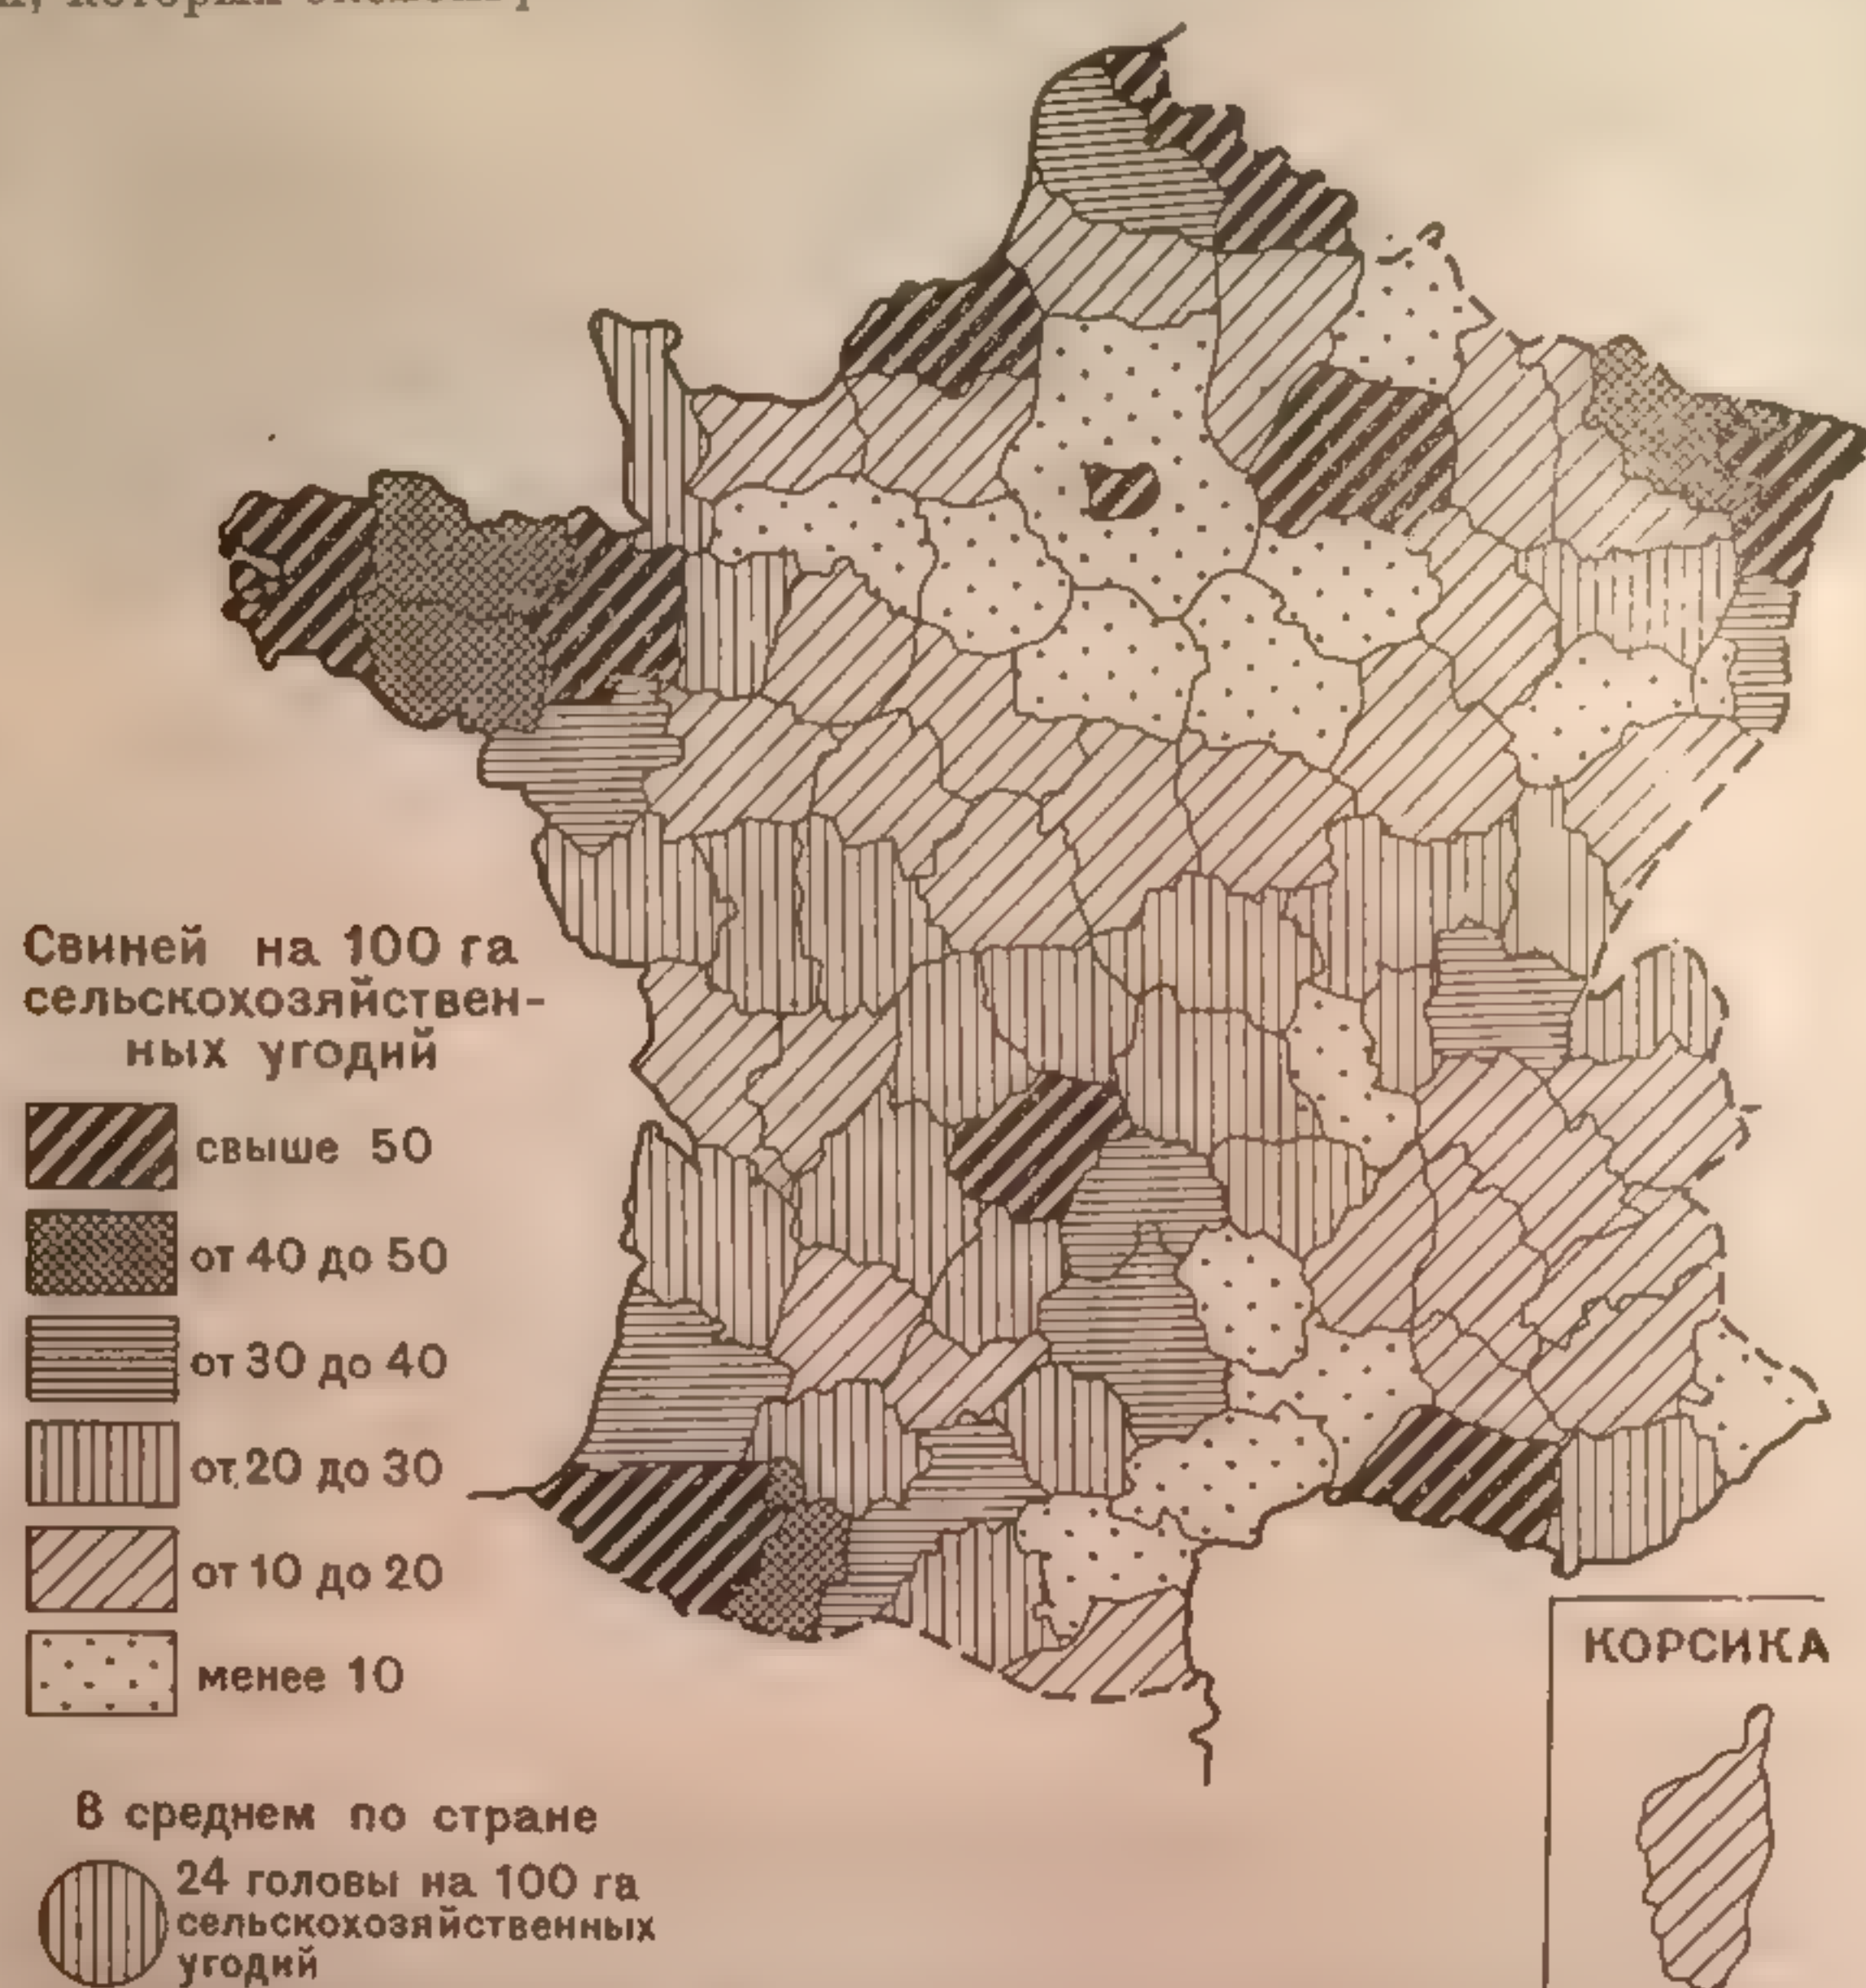 Свиней на 100 га
сельскохозяйствен-
ных угодий
свыше 50
от 40 до 50
от 30 до 40
от 20 до 30
от 10 до 20
менее 10
В среднем по стране
24 головы на 100 га
сельскохозяйственных
угодий
КОРСИКА